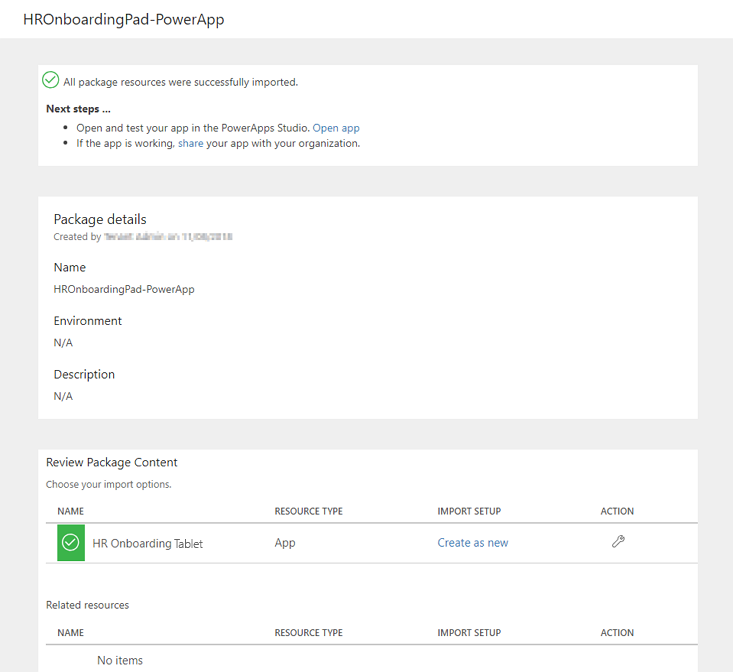 HROnboardingPad-PowerApp
All package resources were successfully imported.
Next steps ...
Open and test your app in the PowerApps Studio. Open app
If the app is working, share your app with your organization.
Package details
Created by
Name
HROnboardingPad-PowerApp
Environment
N/A
Description
N/A
Review Package Content
Choose your import options.
NAME RESOURCE TYPE IMPORT SETUP ACTION
HR Onboarding Tablet App Create as new
Related resources
NAME RESOURCE TYPE IMPORT SETUP ACTION
No items